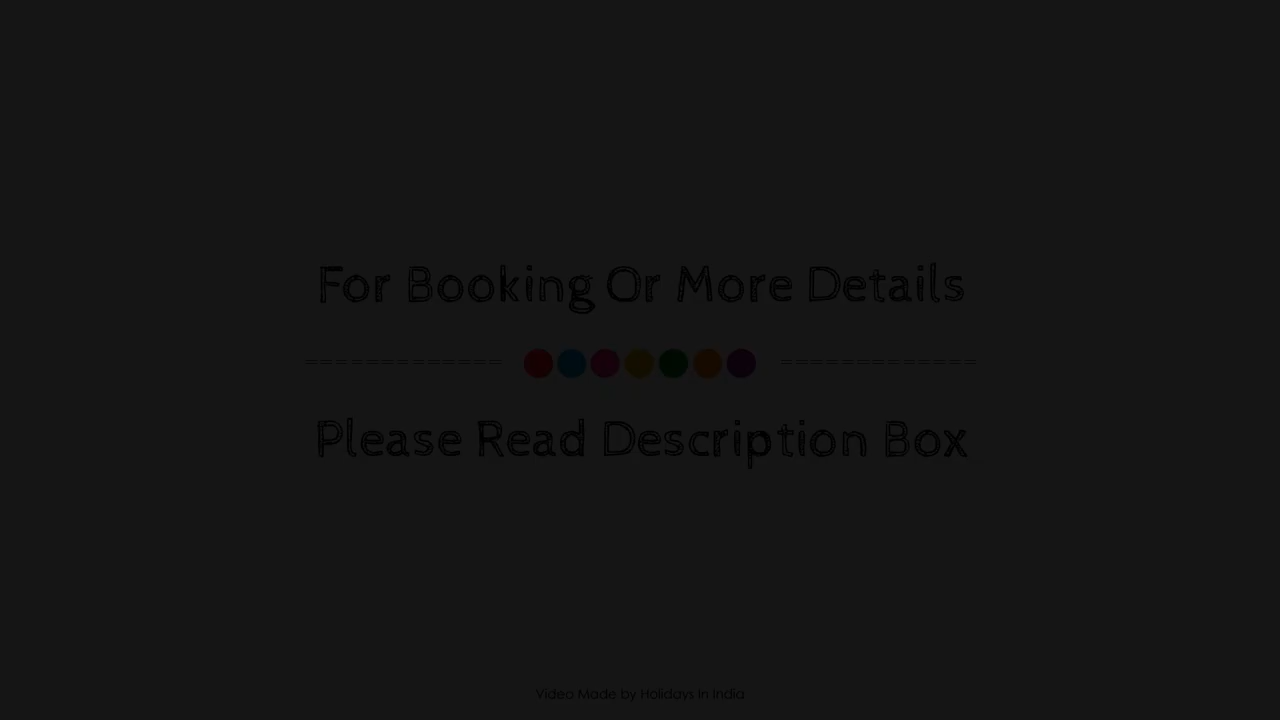 For Booking Or More Details
============= =============
Please Read Description Box
Video Made by Holidays In India